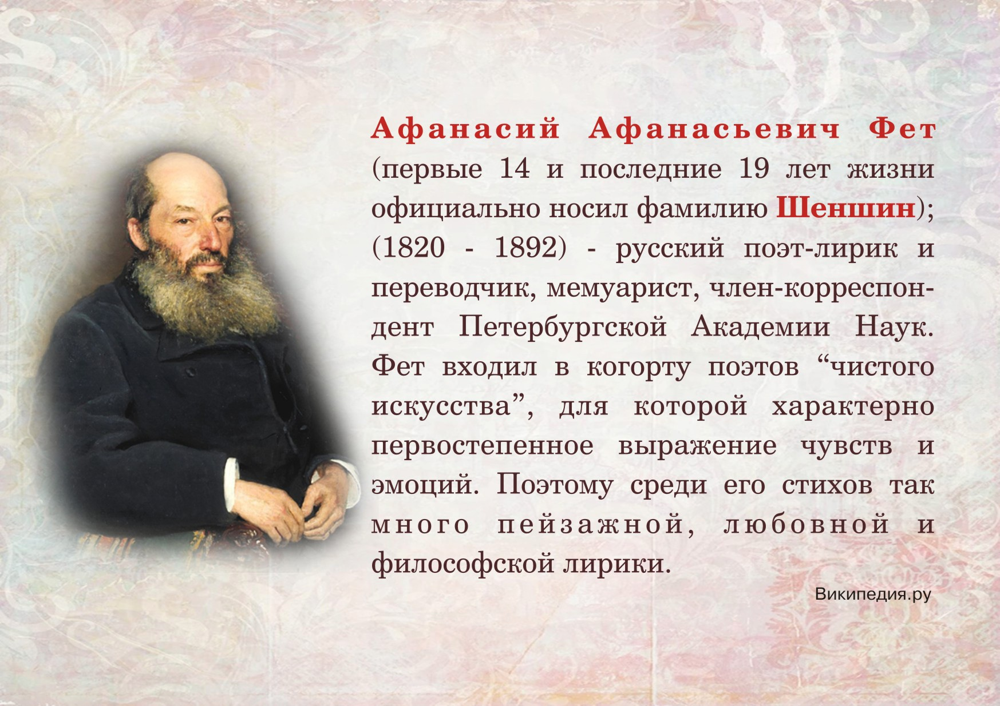 Афанасий Афанасьевич Фет
(первые 14 и последние 19 лет жизни
официально носил фамилию Шеншин);
(1820 - 1892) - русский поэт-лирик и
переводчик, мемуарист, член-корреспон-
дент Петербургской Академии Наук.
Фет входил в когорту поэтов “чистого
искусства”, для которой характерно
первостепенное выражение чувств и
эмоций. Поэтому среди его стихов так
много пейзажной, любовной и
философской лирики.
Википедия.ру